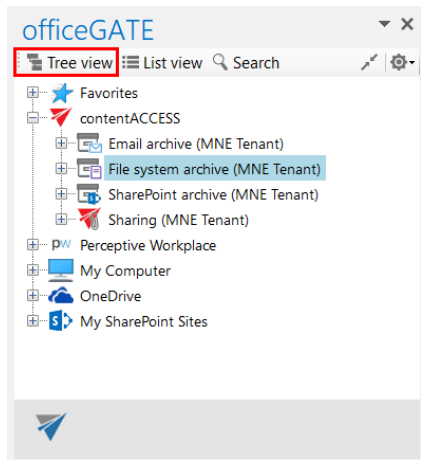 officeGATE
Tree view List view Search
Favorites
contentACCESS
Email archive (MNE Tenant)
File system archive (MNE Tenant)
SharePoint archive (MNE Tenant)
Sharing (MNE Tenant)
pw Perceptive Workplace
My Computer
OneDrive
S My SharePoint Sites